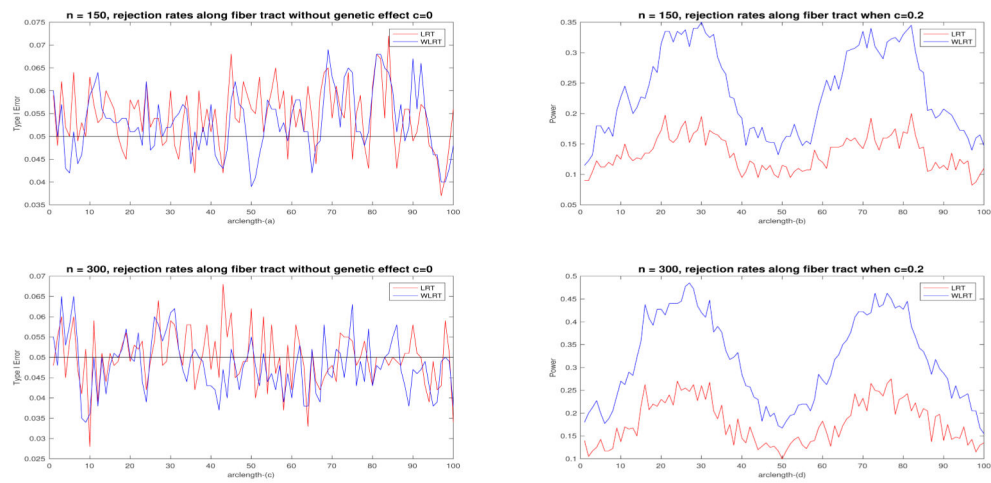 n = 150, rejection rates along fiber tract without genetic effect c=0
0.075
0.07
0.065
0.06
0.055
0.05
0.045
0.04
0.035
Type I Error
LRT
WLRT
0 10 20 30 40 50 60 70 80 90 100
arclength-(a)
n = 150, rejection rates along fiber tract when c=0.2
0.35
0.3
0.25
0.2
0.15
0.1
0.05
Power
LRT
WLRT
0 10 20 30 40 50 60 70 80 90 100
arclength-(b)
n = 300, rejection rates along fiber tract without genetic effect c=0
0.07
0.065
0.06
0.055
0.05
0.045
0.04
0.035
0.03
0.025
Type I Error
LRT
WLRT
0 10 20 30 40 50 60 70 80 90 100
arclength-(c)
n = 300, rejection rates along fiber tract when c=0.2
0.5
0.45
0.4
0.35
0.3
0.25
0.2
0.15
0.1
Power
LRT
WLRT
0 10 20 30 40 50 60 70 80 90 100
arclength-(d)